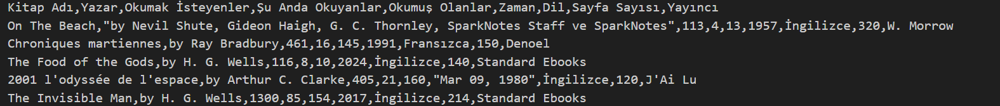 Kitap Adı,Yazar,Okumak İsteyenler,Şu Anda Okuyanlar,Okumuş Olanlar,Zaman,Dil,Sayfa Sayısı,Yayıncı
On The Beach,"by Nevil Shute, Gideon Haigh, G. C. Thornley, SparkNotes Staff ve SparkNotes",113,4,13,1957,İngilizce,320,W. Morrow
Chroniques martiennes,by Ray Bradbury,461,16,145,1991,Fransızca,150,Denoel
The Food of the Gods,by H. G. Wells,116,8,10,2024,İngilizce,140,Standard Ebooks
2001 l'odyssée de l'espace,by Arthur C. Clarke,405,21,160,"Mar 09, 1980",İngilizce,120,J'Ai Lu
The Invisible Man,by H. G. Wells,1300,85,154,2017,İngilizce,214,Standard Ebooks